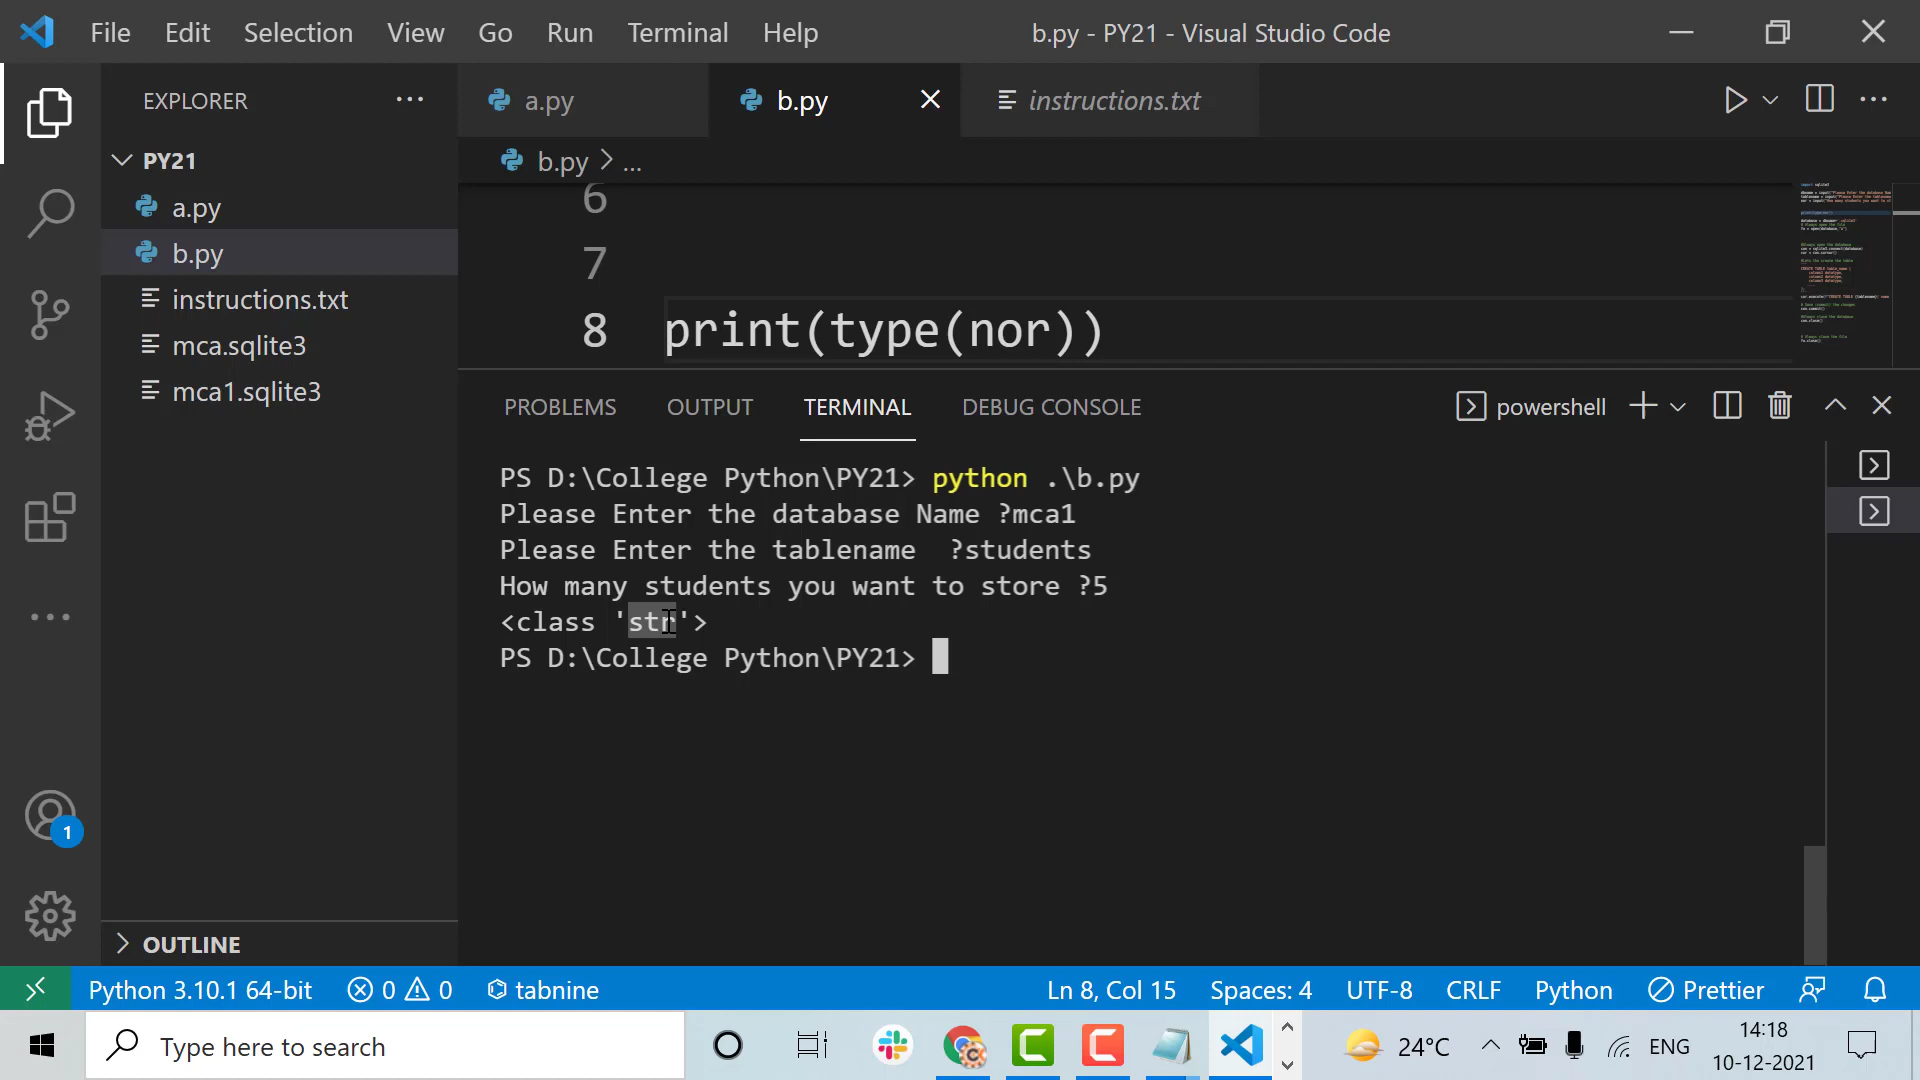 File Edit Selection View Go Run Terminal Help b.py - PY21 - Visual Studio Code
EXPLORER
PY21
a.py
b.py
instructions.txt
mca.sqlite3
mca1.sqlite3
OUTLINE
a.py b.py instructions.txt
b.py > ...
6
7
8 print(type(nor))
PROBLEMS OUTPUT TERMINAL DEBUG CONSOLE powershell
PS D:\College Python\PY21> python .\b.py
Please Enter the database Name ?mca1
Please Enter the tablename  ?students
How many students you want to store ?5
<class 'str'>
PS D:\College Python\PY21>
1
Python 3.10.1 64-bit 0 0 tabnine Ln 8, Col 15 Spaces: 4 UTF-8 CRLF Python Prettier
Type here to search 24°C ENG 14:18
10-12-2021